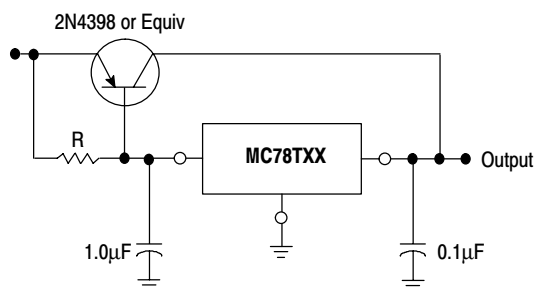 2N4398 or Equiv
R
MC78TXX
Output
1.0μF
0.1μF